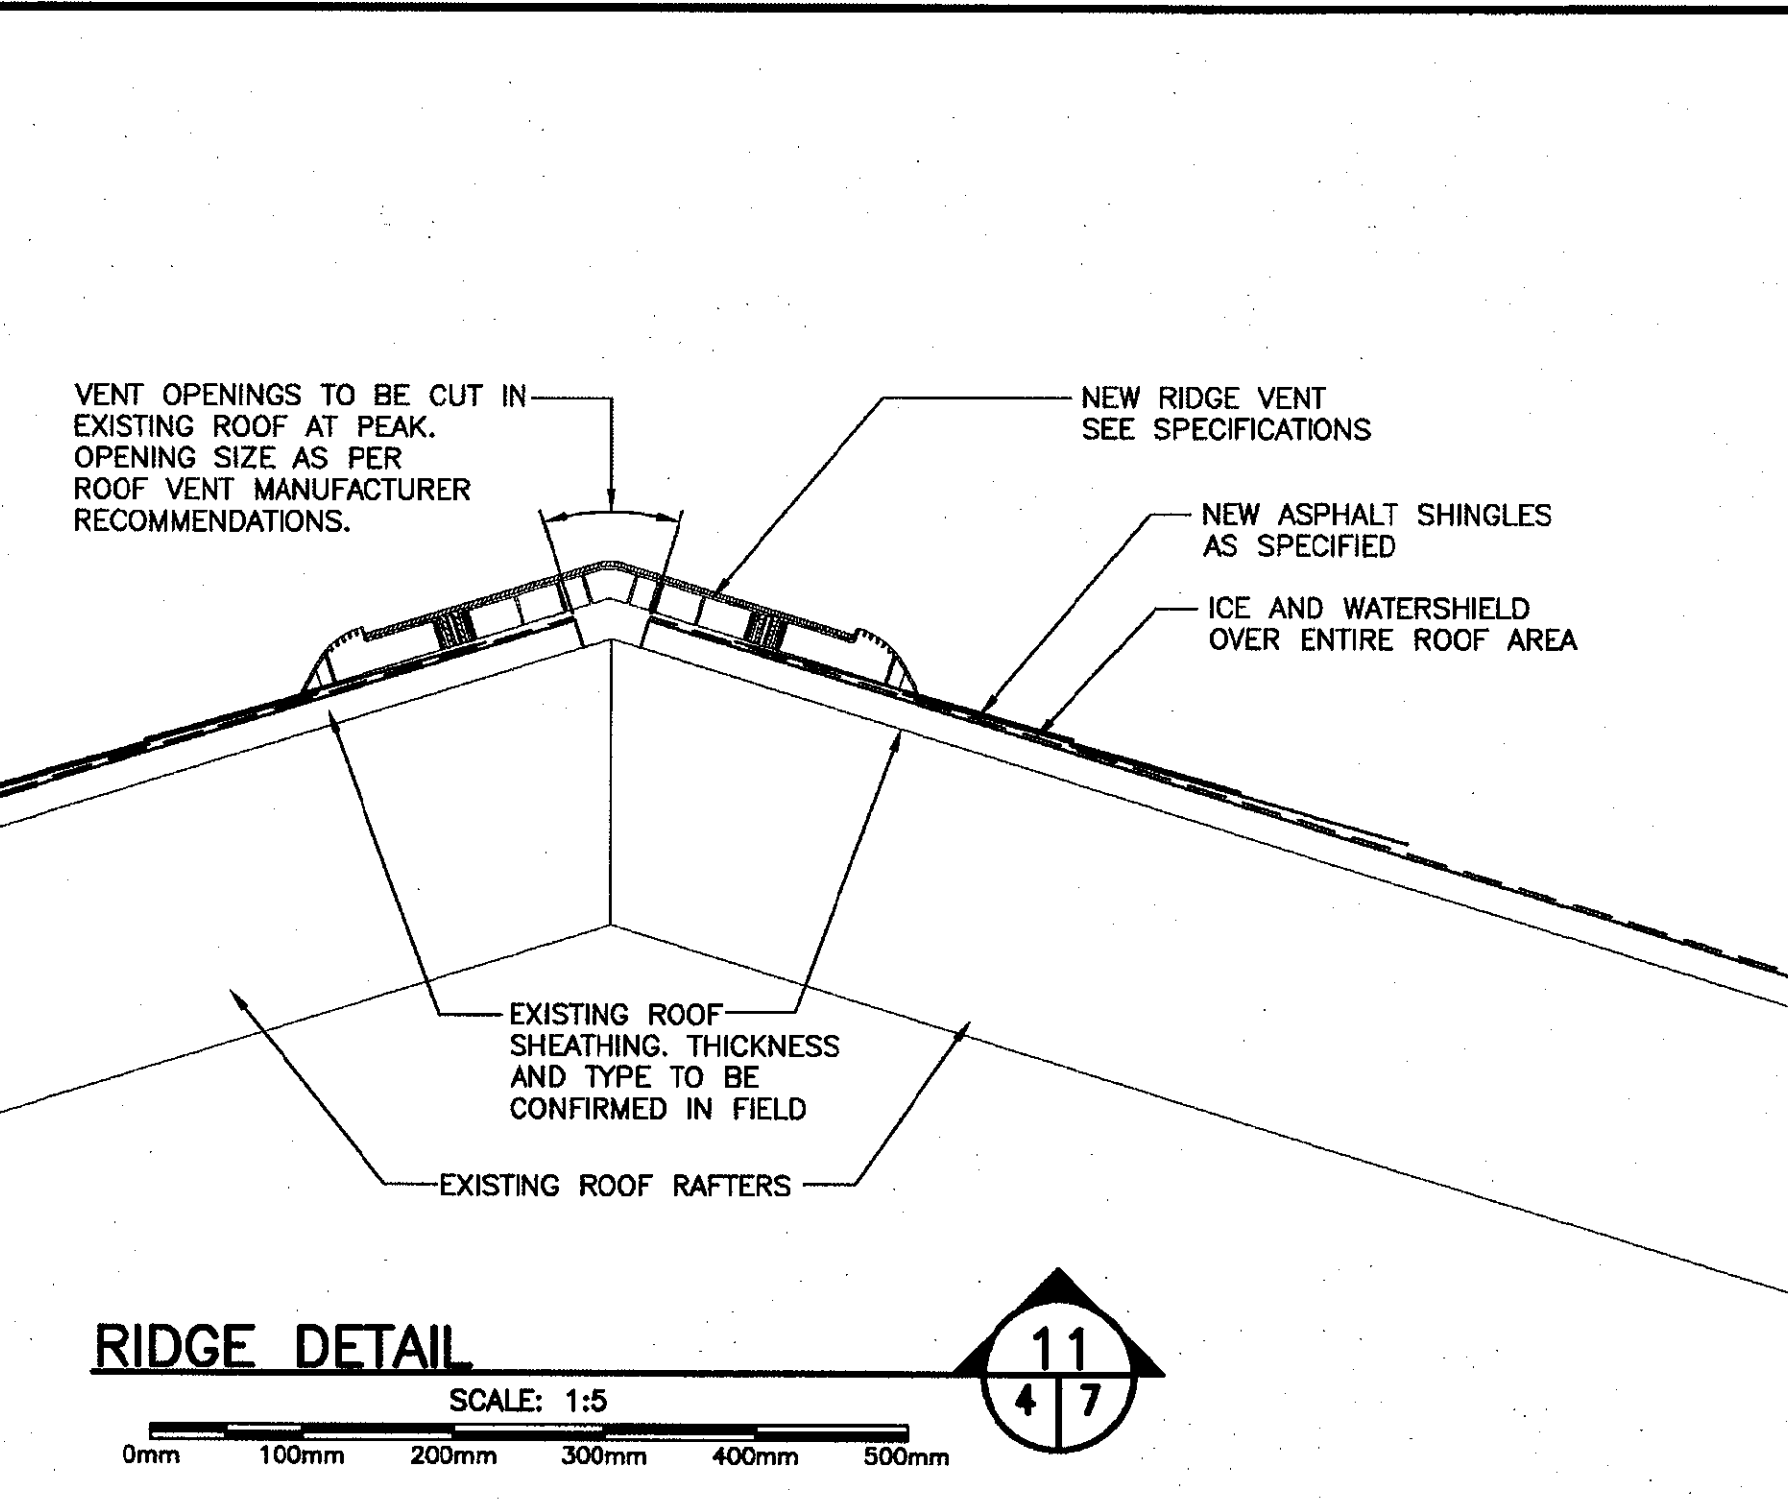 VENT OPENINGS TO BE CUT IN
EXISTING ROOF AT PEAK.
OPENING SIZE AS PER
ROOF VENT MANUFACTURER
RECOMMENDATIONS.
NEW RIDGE VENT
SEE SPECIFICATIONS
NEW ASPHALT SHINGLES
AS SPECIFIED
ICE AND WATERSHIELD
OVER ENTIRE ROOF AREA
EXISTING ROOF
SHEATHING. THICKNESS
AND TYPE TO BE
CONFIRMED IN FIELD
EXISTING ROOF RAFTERS
RIDGE DETAIL
SCALE: 1:5
0mm 100mm 200mm 300mm 400mm 500mm
11
4 7